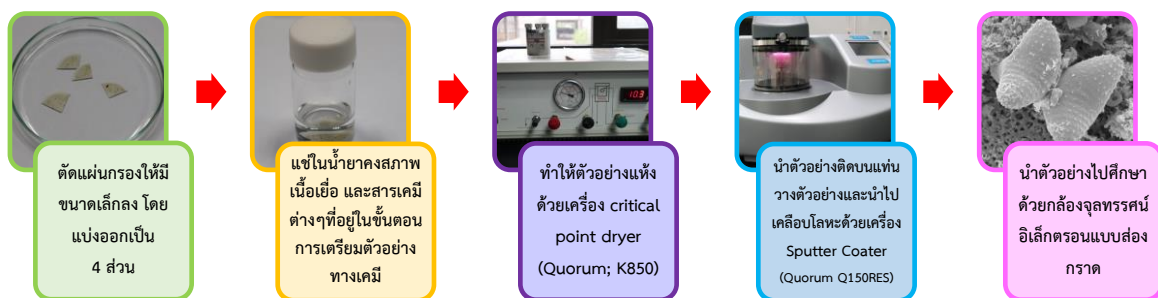 ตัดแผ่นกรองให้มี
ขนาดเล็กลง โดย
แบ่งออกเป็น
4 ส่วน
แช่ในน้ำยาคงสภาพ
เนื้อเยื่อ และสารเคมี
ต่างๆที่อยู่ในขั้นตอน
การเตรียมตัวอย่าง
ทางเคมี
103
ทำให้ตัวอย่างแห้ง
ด้วยเครื่อง critical
point dryer
(Quorum; K850)
นำตัวอย่างติดบนแท่น
วางตัวอย่างและนำไป
เคลือบโลหะด้วยเครื่อง
Sputter Coater
(Quorum Q150RES)
นำตัวอย่างไปศึกษา
ด้วยกล้องจุลทรรศน์
อิเล็กตรอนแบบส่อง
กราด